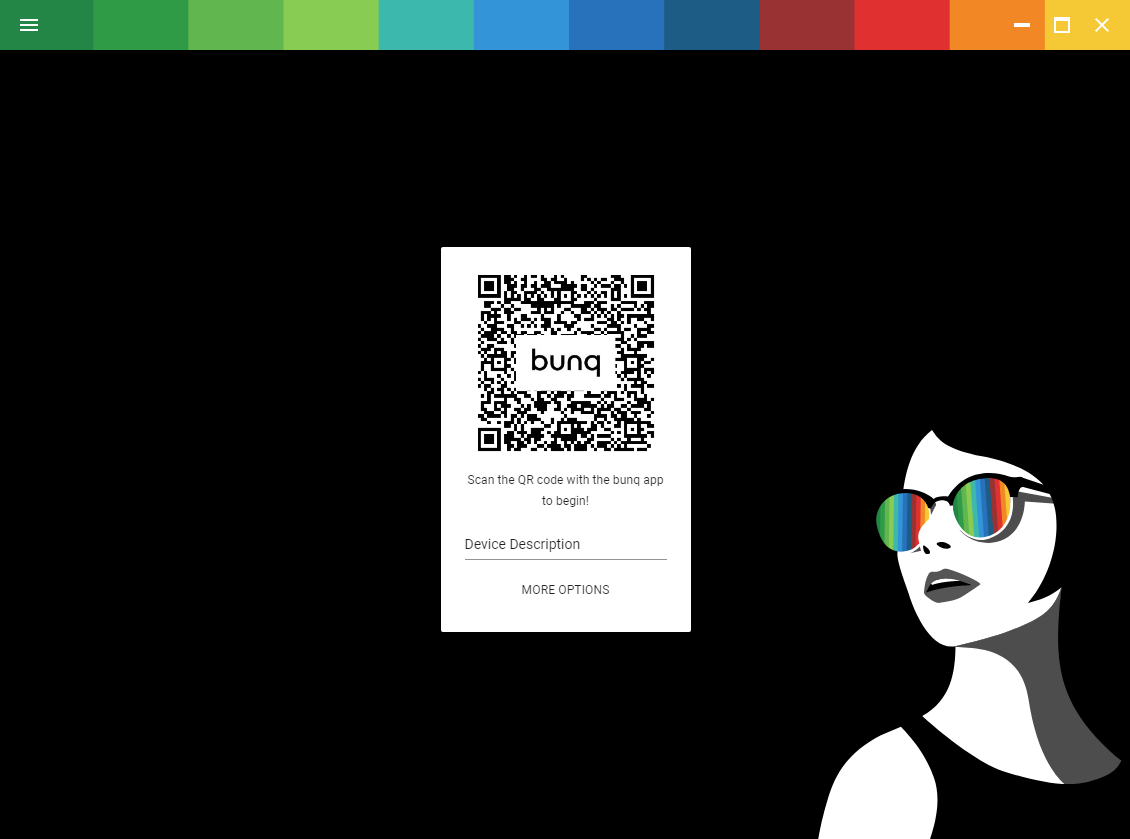 bunq
Scan the QR code with the bunq app
to begin!
Device Description
MORE OPTIONS